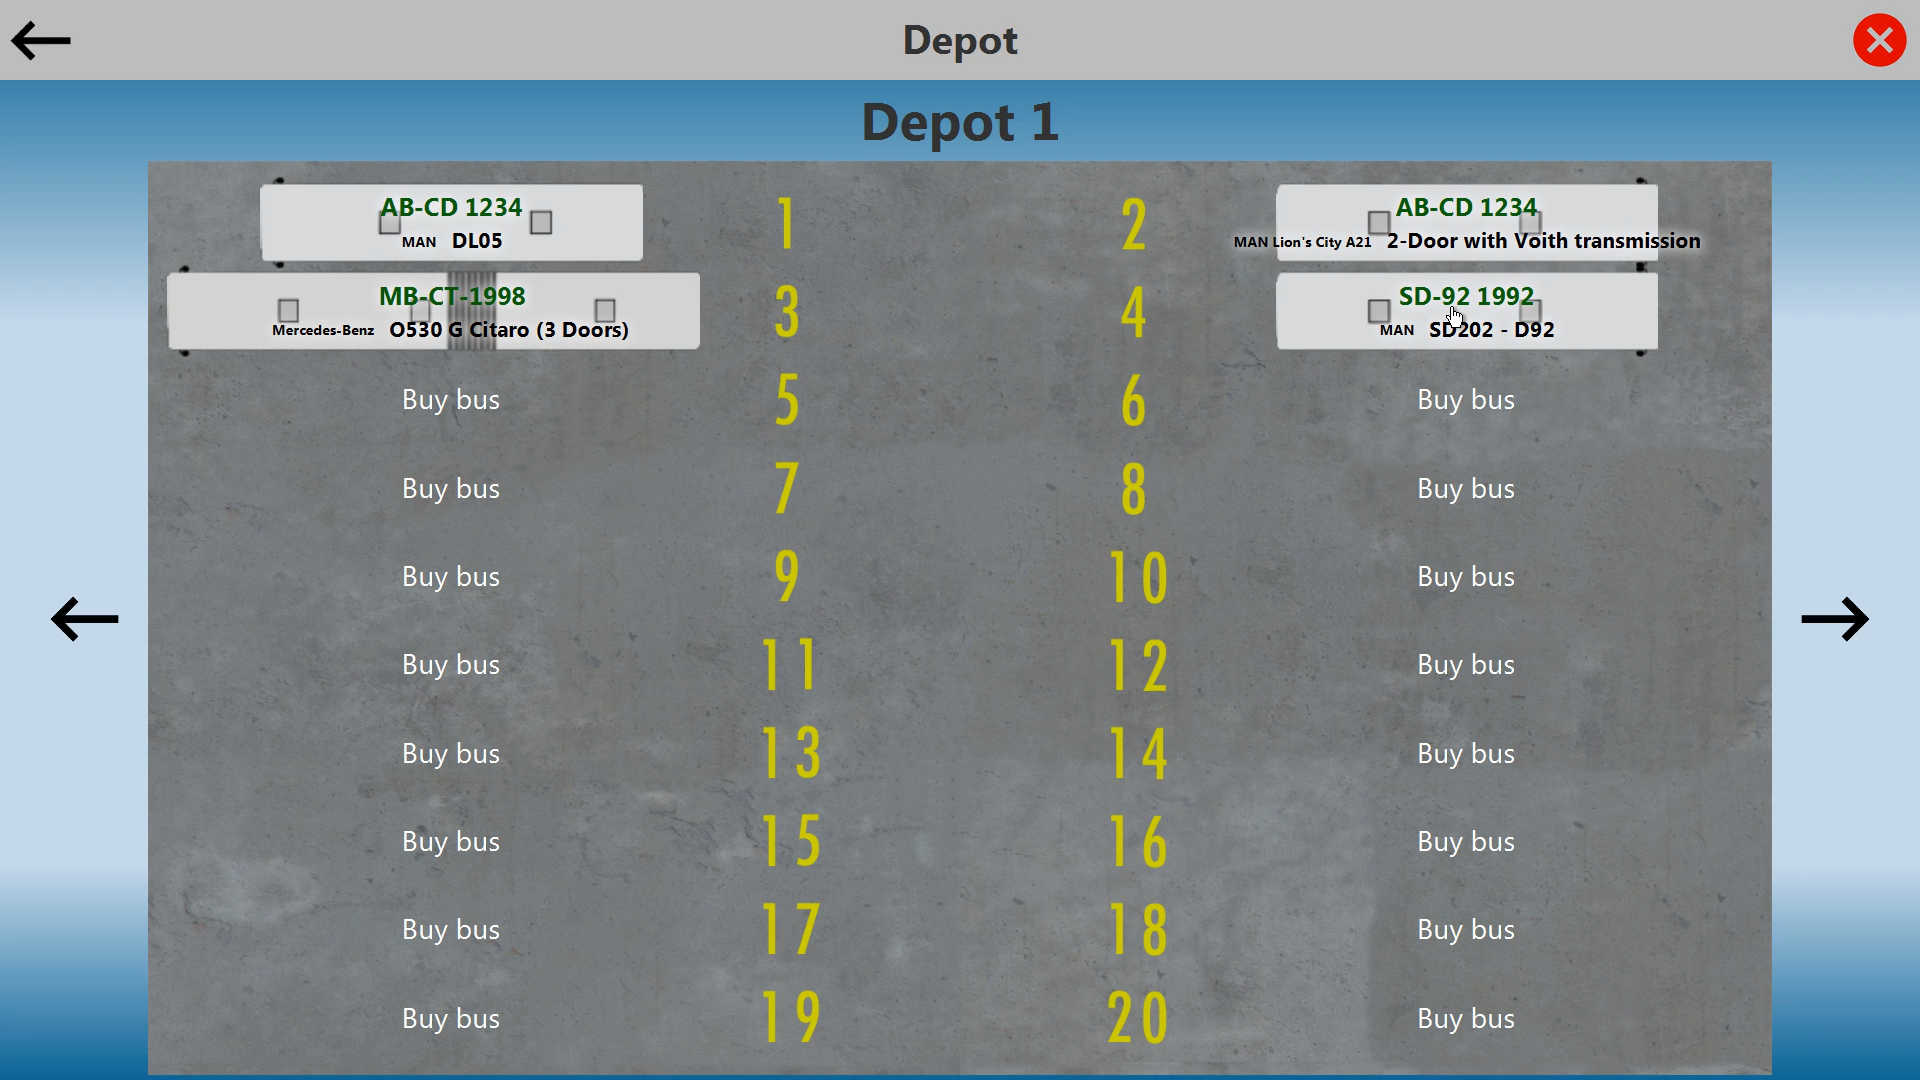 Depot
Depot 1
AB-CD 1234
MAN DL05
1
2
AB-CD 1234
MAN Lion's City A21 2-Door with Voith transmission
MB-CT-1998
Mercedes-Benz O530 G Citaro (3 Doors)
3
4
SD-92 1992
MAN SD202 - D92
Buy bus 5 6 Buy bus
Buy bus 7 8 Buy bus
Buy bus 9 10 Buy bus
Buy bus 11 12 Buy bus
Buy bus 13 14 Buy bus
Buy bus 15 16 Buy bus
Buy bus 17 18 Buy bus
Buy bus 19 20 Buy bus